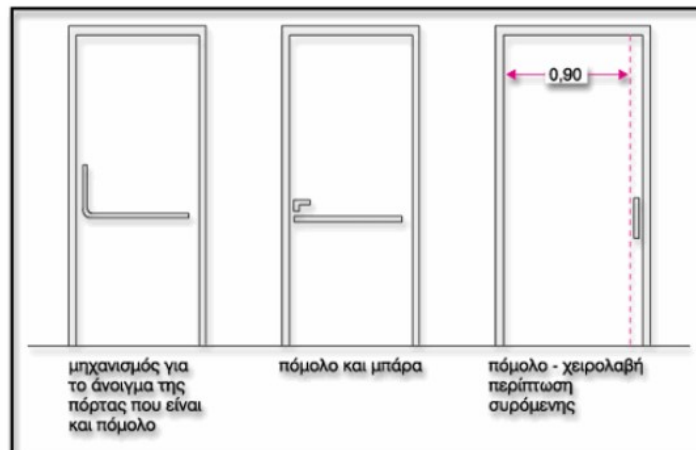 0,90
μηχανισμός για
το άνοιγμα της
πόρτας που είναι
και πόμολο
πόμολο και μπάρα
πόμολο - χειρολαβή
περίπτωση
συρόμενης